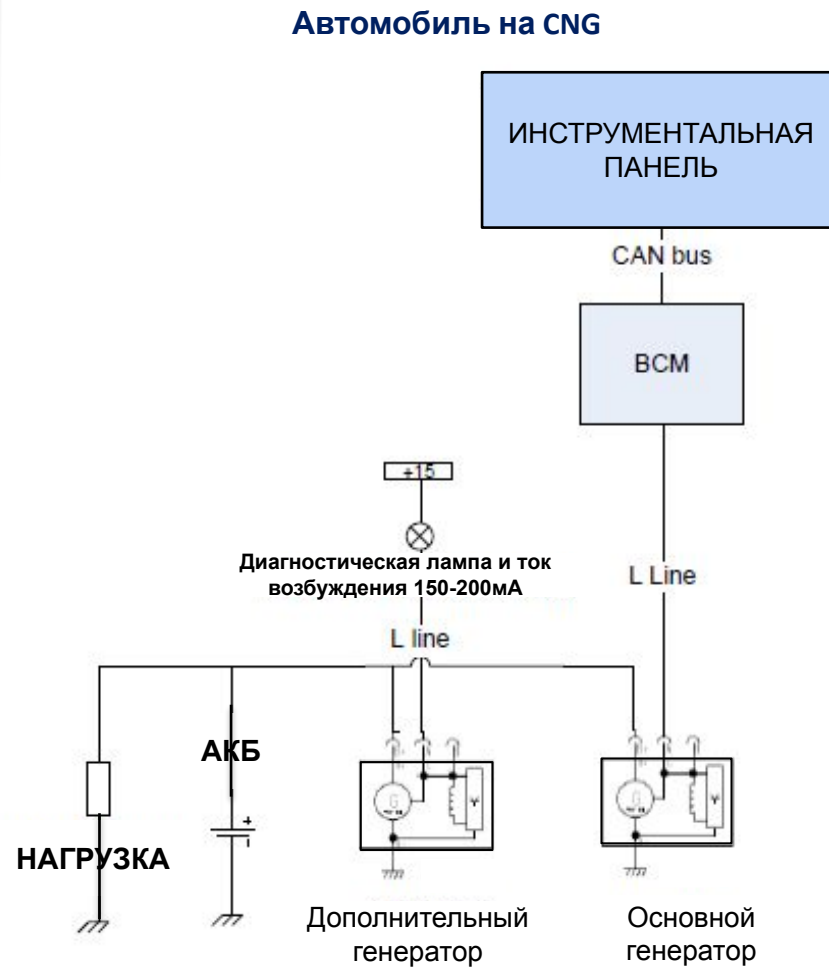 Автомобиль на CNG
ИНСТРУМЕНТАЛЬНАЯ
ПАНЕЛЬ
CAN bus
BCM
+15
Диагностическая лампа и ток
возбуждения 150-200мА
L Line
L line
АКБ
+
-
НАГРУЗКА
G
G
Дополнительный
генератор
Основной
генератор